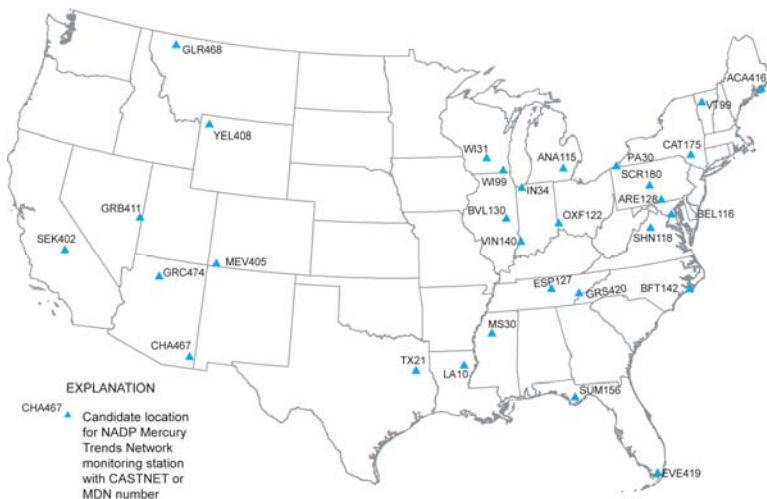 GLR468
ACA416
VT99
YEL408
WI31
ANA115
CAT175
PA30
WI99
SCR180
IN34
ARE128
GRB411
BVL130
OXF122
BEL116
SEK402
VIN140
SHN118
MEV405
GRC474
ESP127
GRS420
BFT142
MS30
CHA467
TX21
LA10
EXPLANATION
SUM156
CHA467
Candidate location
for NADP Mercury
Trends Network
monitoring station
with CASTNET or
MDN number
EVE419